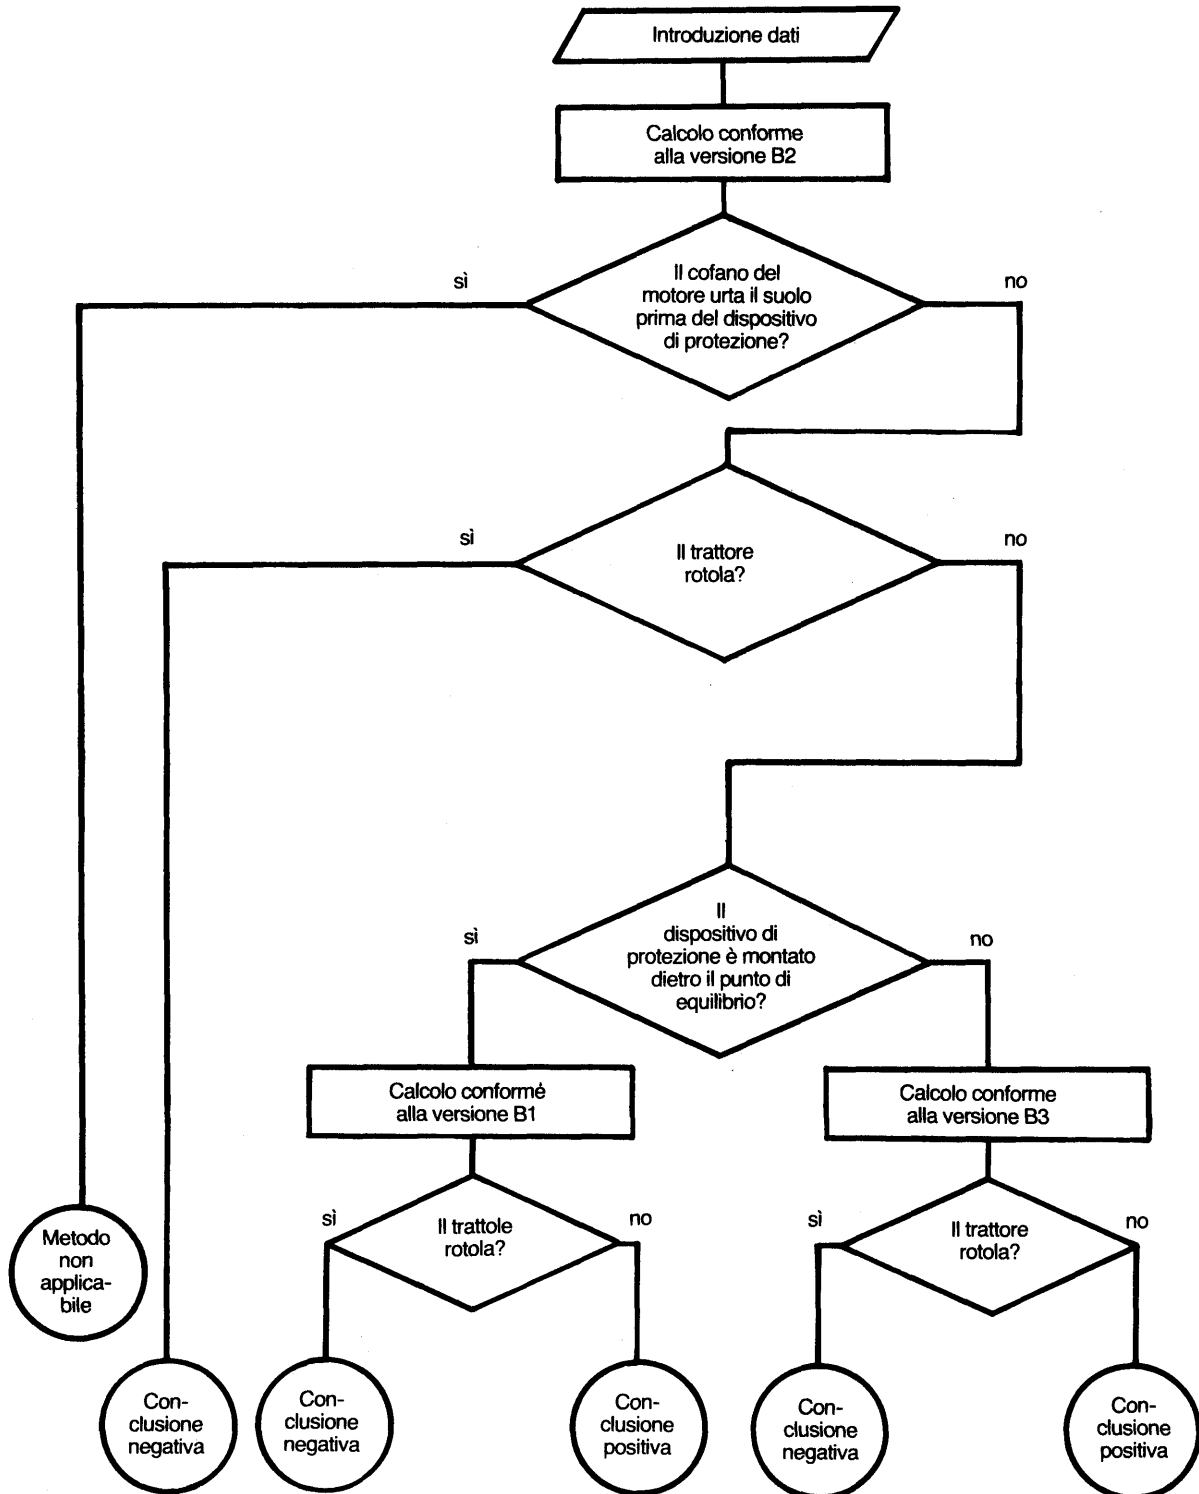 Introduzione dati
Calcolo conforme
alla versione B2
sì
Il cofano del
motore urta il suolo
prima del dispositivo
di protezione?
no
sì
Il trattore
rotola?
no
sì
Il
dispositivo di
protezione è montato
dietro il punto di
equilibrio?
no
Calcolo conformé
alla versione B1
Calcolo conforme
alla versione B3
sì
Il trattole
rotola?
no
sì
Il trattore
rotola?
no
Metodo
non
applica-
bile
Con-
clusione
negativa
Con-
clusione
negativa
Con-
clusione
positiva
Con-
clusione
negativa
Con-
clusione
positiva